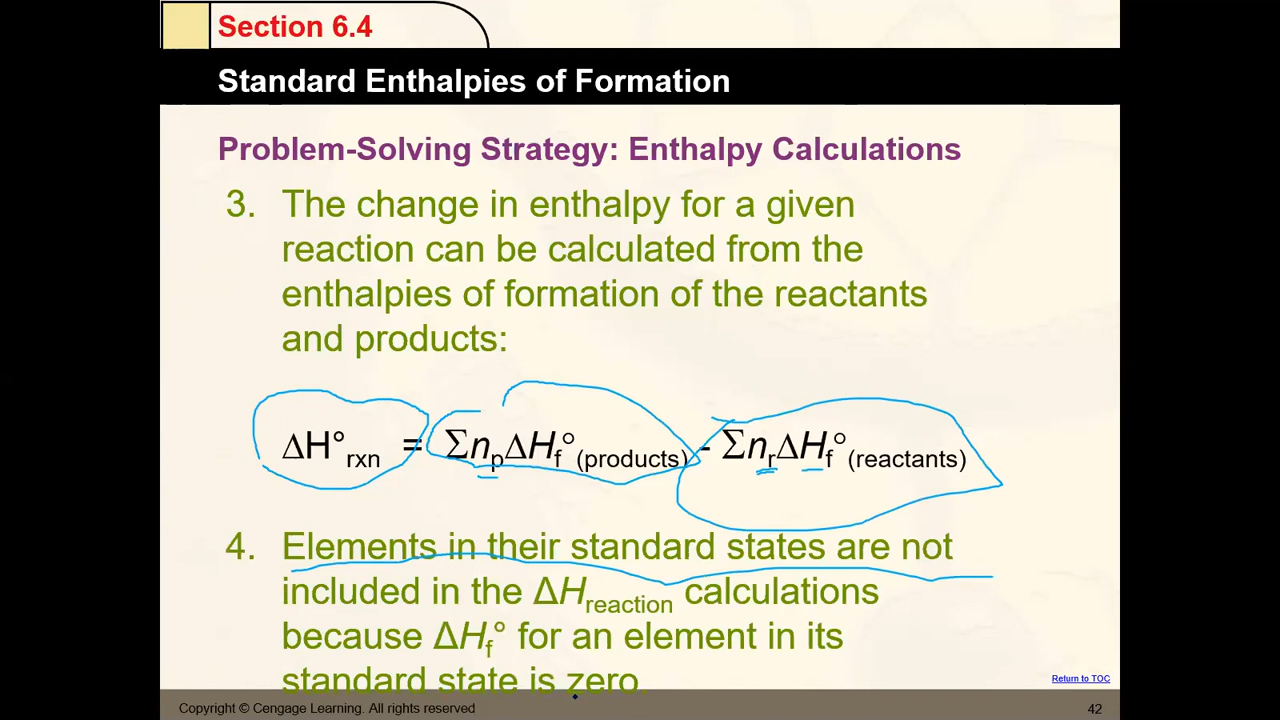 Section 6.4
Standard Enthalpies of Formation
Problem-Solving Strategy: Enthalpy Calculations
3. The change in enthalpy for a given
reaction can be calculated from the
enthalpies of formation of the reactants
and products:
ΔH°rxn = Σnp∆Hf°(products) - Σnr∆Hf°(reactants)
4. Elements in their standard states are not
included in the ΔHreaction calculations
because ΔHf° for an element in its
standard state is zero.
Return to TOC
Copyright © Cengage Learning. All rights reserved
42